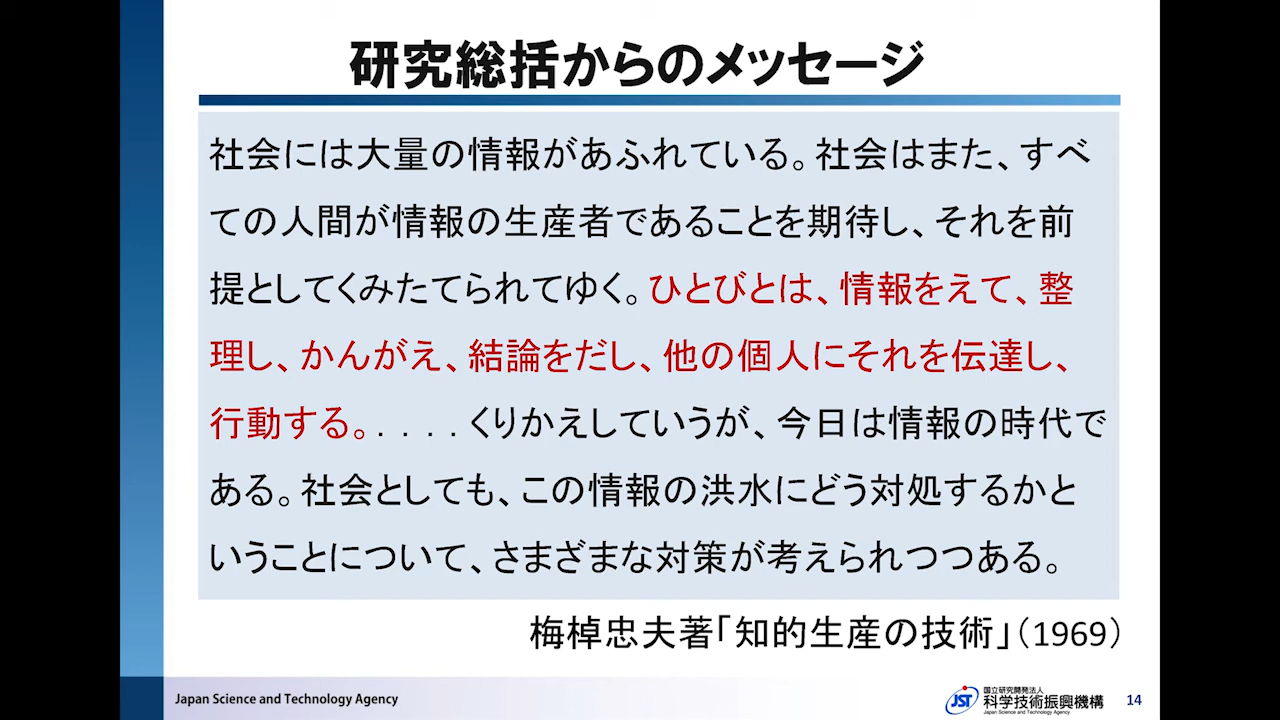 研究総括からのメッセージ
社会には大量の情報があふれている。社会はまた、すべ
ての人間が情報の生産者であることを期待し、それを前
提としてくみたてられてゆく。ひとびとは、情報をえて、整
理し、かんがえ、結論をだし、他の個人にそれを伝達し、
行動する。．．．．くりかえしていうが、今日は情報の時代で
ある。社会としても、この情報の洪水にどう対処するかと
いうことについて、さまざまな対策が考えられつつある。
梅棹忠夫著「知的生産の技術」（1969）
Japan Science and Technology Agency
JST
国立研究開発法人
科学技術振興機構
Japan Science and Technology Agency
14